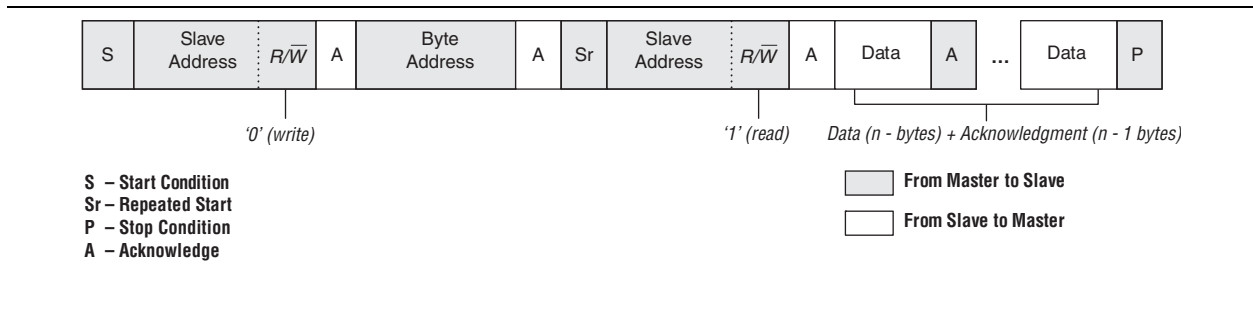 S Slave Address R/W̅ A Byte Address A Sr Slave Address R/W̅ A Data A ... Data P
‘0’ (write) ‘1’ (read) Data (n - bytes) + Acknowledgment (n - 1 bytes)
S – Start Condition
Sr – Repeated Start
P – Stop Condition
A – Acknowledge
From Master to Slave
From Slave to Master